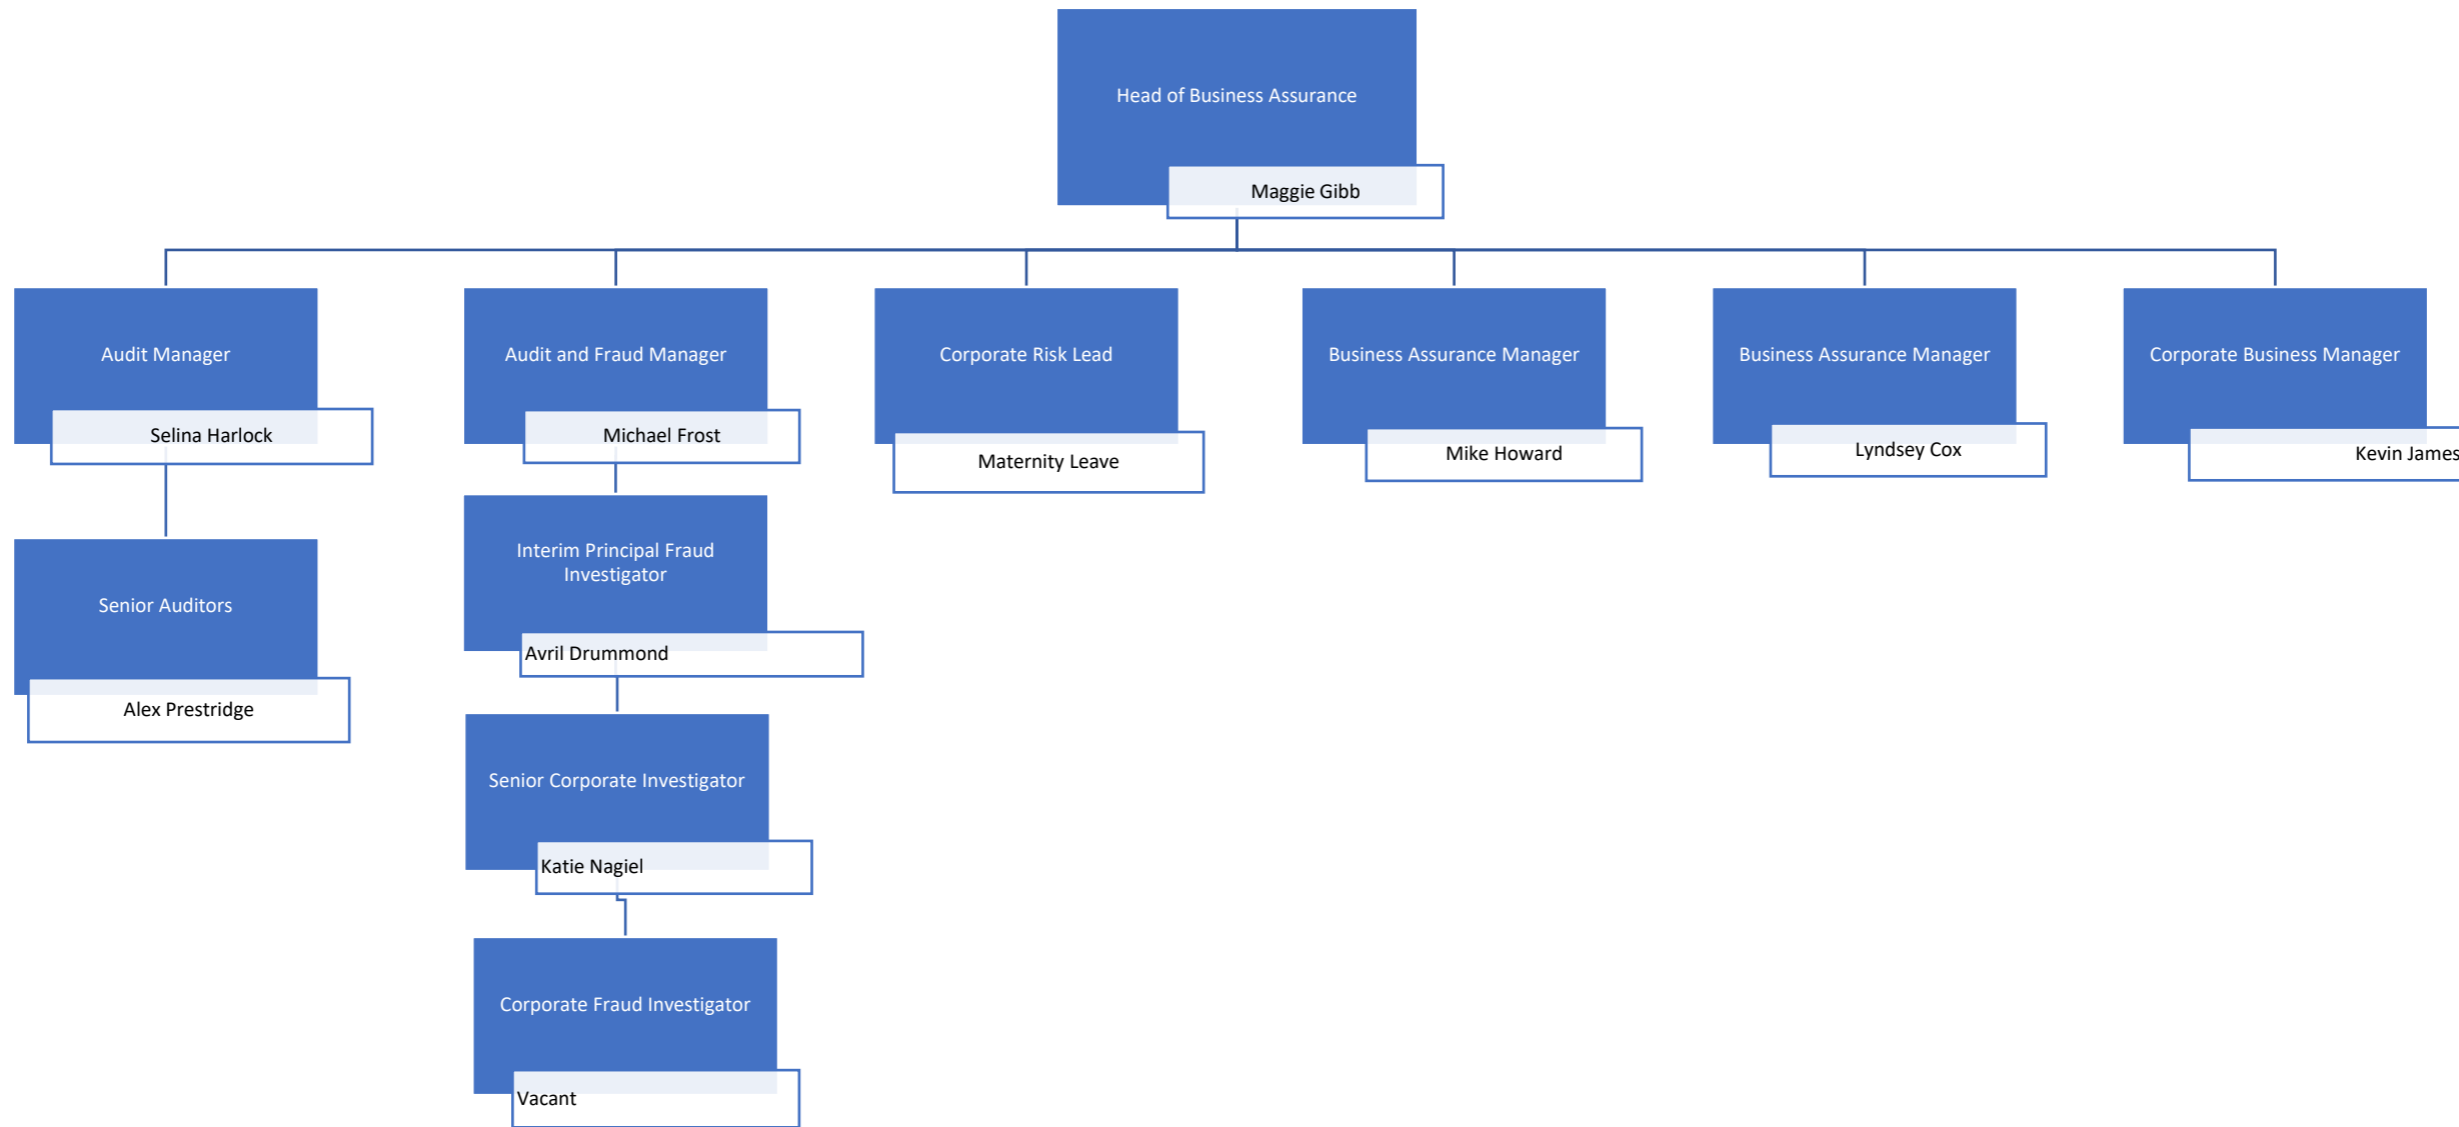 Head of Business Assurance
Maggie Gibb
Audit Manager
Selina Harlock
Audit and Fraud Manager
Michael Frost
Corporate Risk Lead
Maternity Leave
Business Assurance Manager
Mike Howard
Business Assurance Manager
Lyndsey Cox
Corporate Business Manager
Kevin James
Senior Auditors
Alex Prestridge
Interim Principal Fraud
Investigator
Avril Drummond
Senior Corporate Investigator
Katie Nagiel
Corporate Fraud Investigator
Vacant